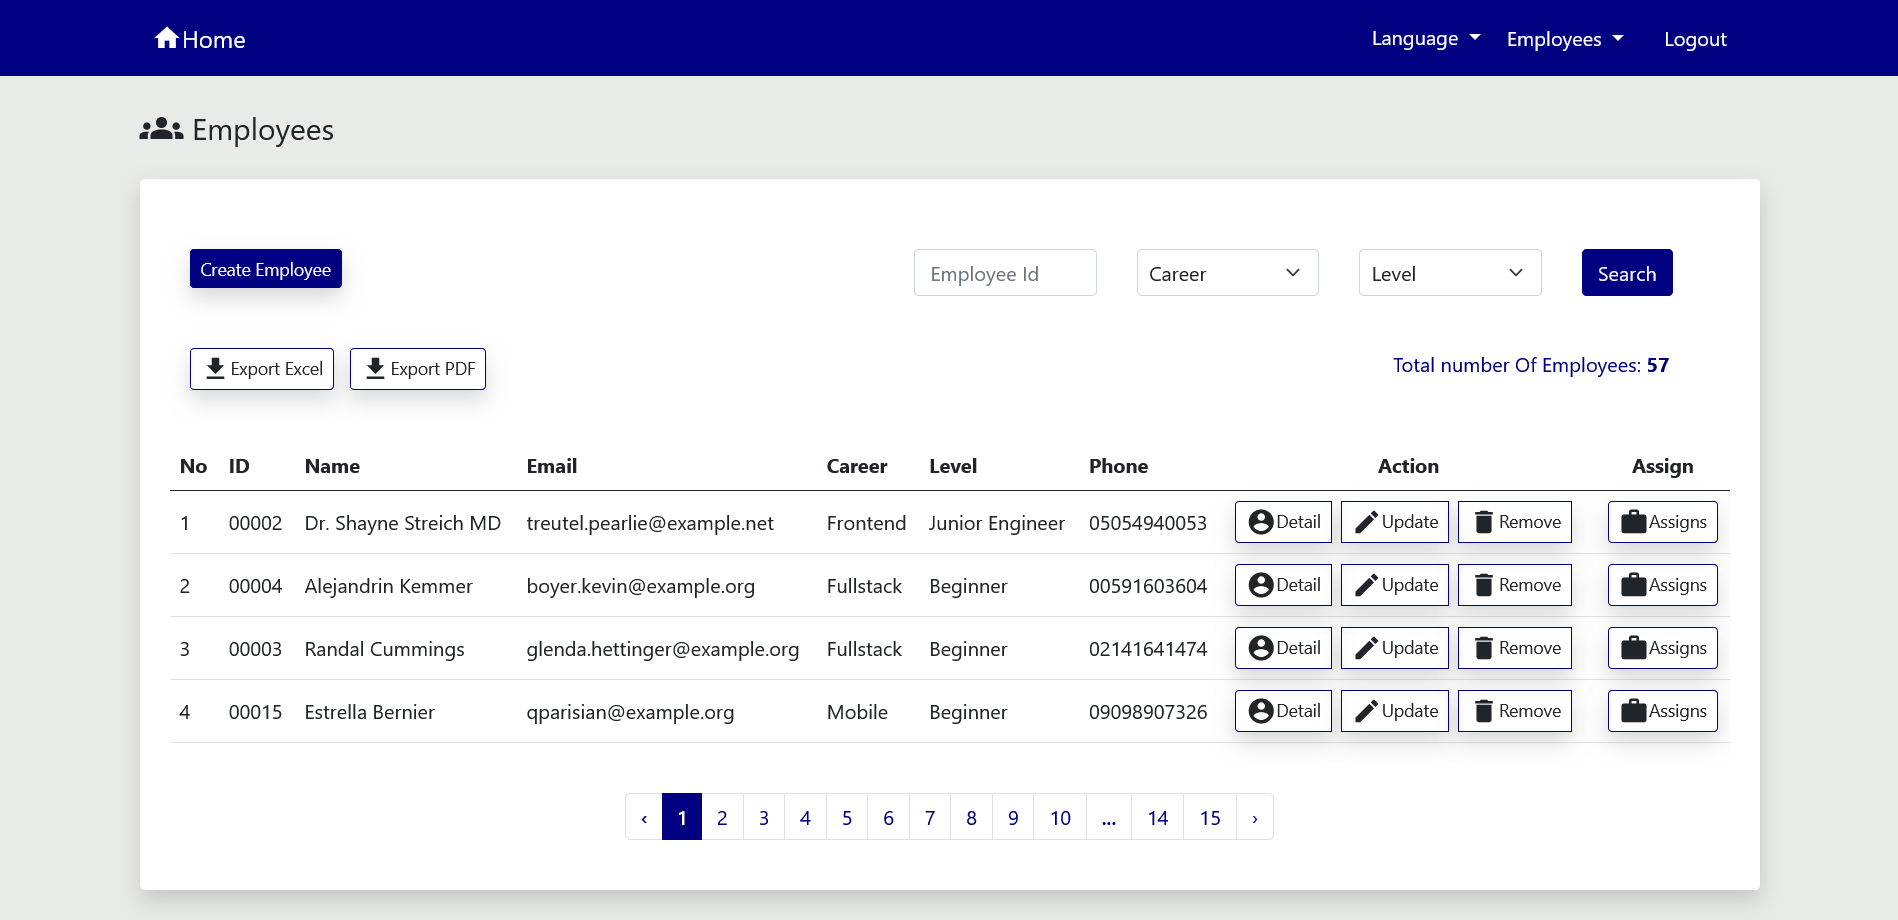 Home Language Employees Logout
Employees
Create Employee Employee Id Career Level Search
Export Excel Export PDF Total number Of Employees: 57
No ID Name Email Career Level Phone Action Assign
1 00002 Dr. Shayne Streich MD treutel.pearlie@example.net Frontend Junior Engineer 05054940053 Detail Update Remove Assigns
2 00004 Alejandrin Kemmer boyer.kevin@example.org Fullstack Beginner 00591603604 Detail Update Remove Assigns
3 00003 Randal Cummings glenda.hettinger@example.org Fullstack Beginner 02141641474 Detail Update Remove Assigns
4 00015 Estrella Bernier qparisian@example.org Mobile Beginner 09098907326 Detail Update Remove Assigns
‹ 1 2 3 4 5 6 7 8 9 10 ... 14 15 ›